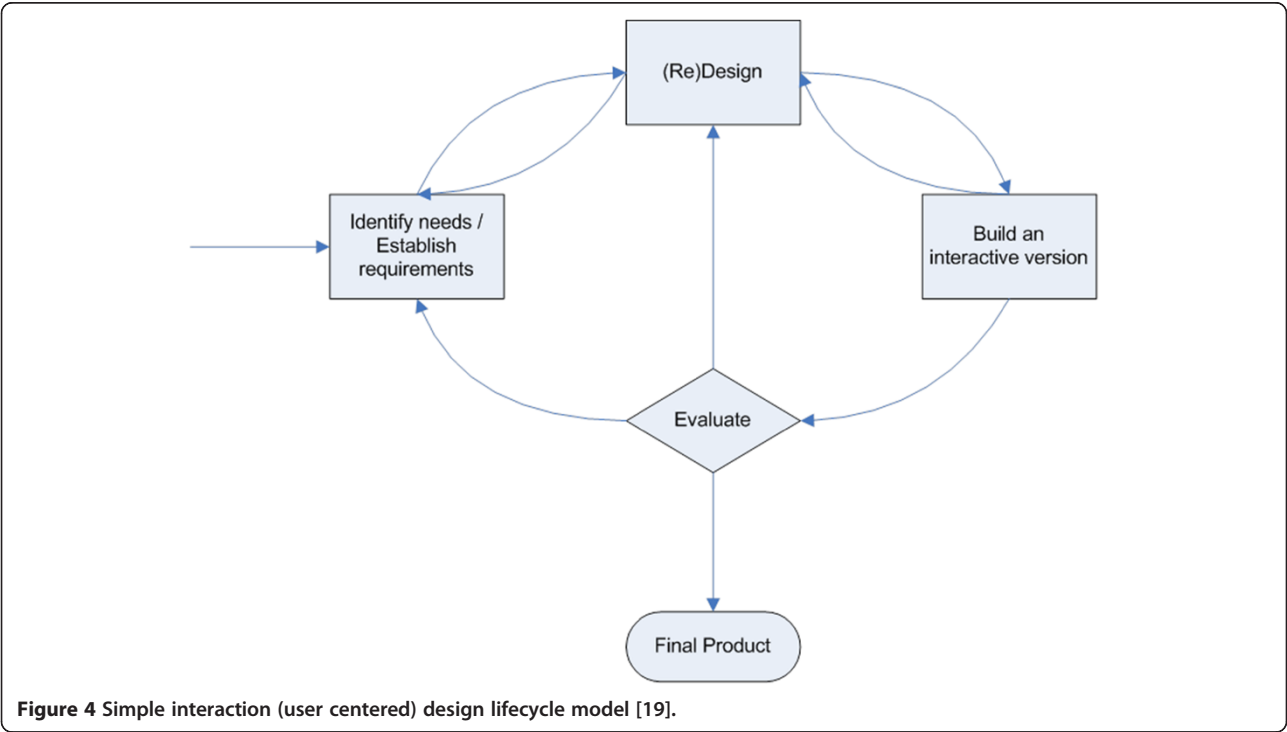 (Re)Design
Identify needs /
Establish
requirements
Build an
interactive version
Evaluate
Final Product
Figure 4 Simple interaction (user centered) design lifecycle model [19].